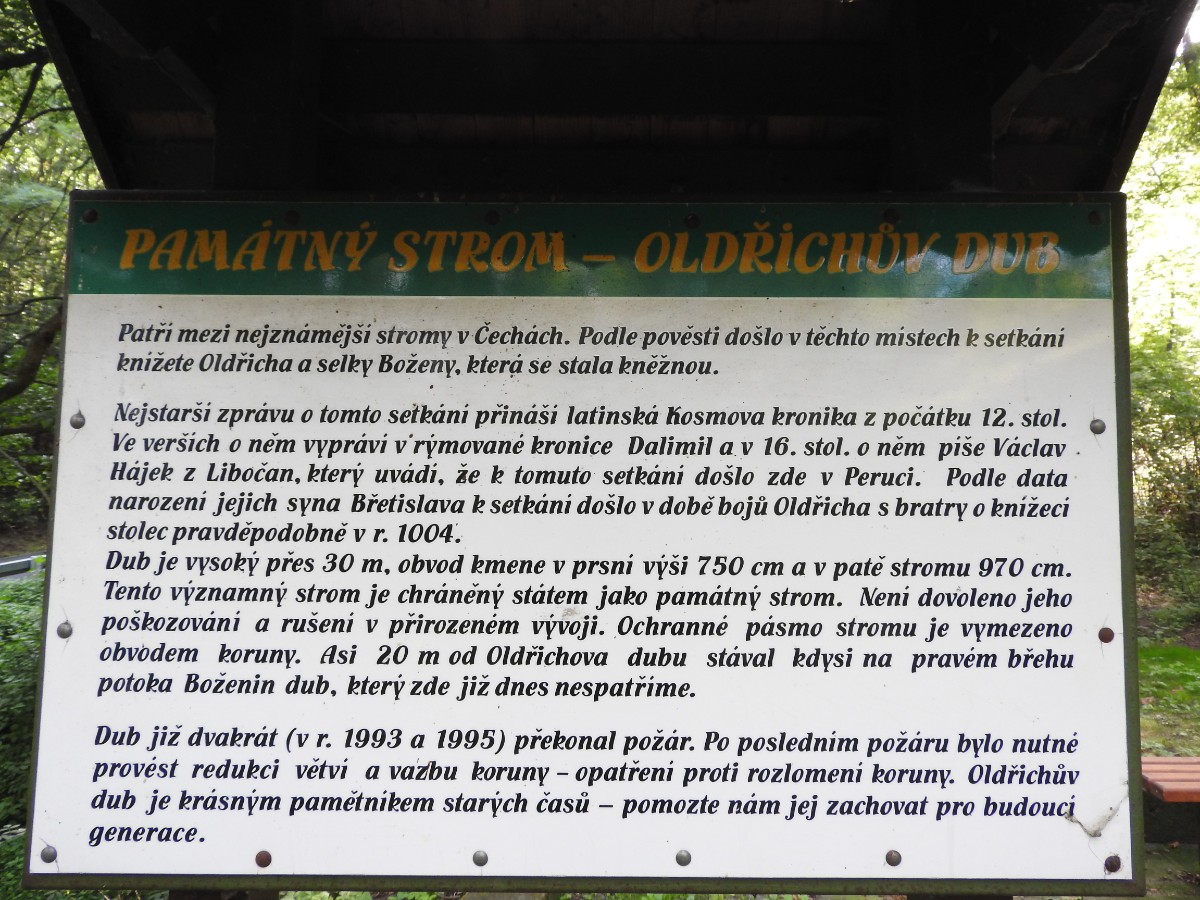 PAMÁTNÝ STROM – OLDŘICHŮV DUB
Patří mezi nejznámější stromy v Čechách. Podle pověsti došlo v těchto místech k setkání
knížete Oldřicha a selky Boženy, která se stala kněžnou.
Nejstarší zprávu o tomto setkání přináší latinská Kosmova kronika z počátku 12. stol.
Ve verších o něm vypráví v rýmované kronice Dalimil a v 16. stol. o něm píše Václav
Hájek z Libočan, který uvádí, že k tomuto setkání došlo zde v Peruci. Podle data
narození jejich syna Břetislava k setkání došlo v době bojů Oldřicha s bratry o knížecí
stolec pravděpodobně v r. 1004.
Dub je vysoký přes 30 m, obvod kmene v prsní výši 750 cm a v patě stromu 970 cm.
Tento významný strom je chráněný státem jako památný strom. Není dovoleno jeho
poškozování a rušení v přirozeném vývoji. Ochranné pásmo stromu je vymezeno
obvodem koruny. Asi 20 m od Oldřichova dubu stával kdysi na pravém břehu
potoka Boženin dub, který zde již dnes nespatříme.
Dub již dvakrát (v r. 1993 a 1995) překonal požár. Po posledním požáru bylo nutné
provést redukci větví a vazbu koruny – opatření proti rozlomení koruny. Oldřichův
dub je krásným pamětníkem starých časů – pomozte nám jej zachovat pro budoucí
generace.